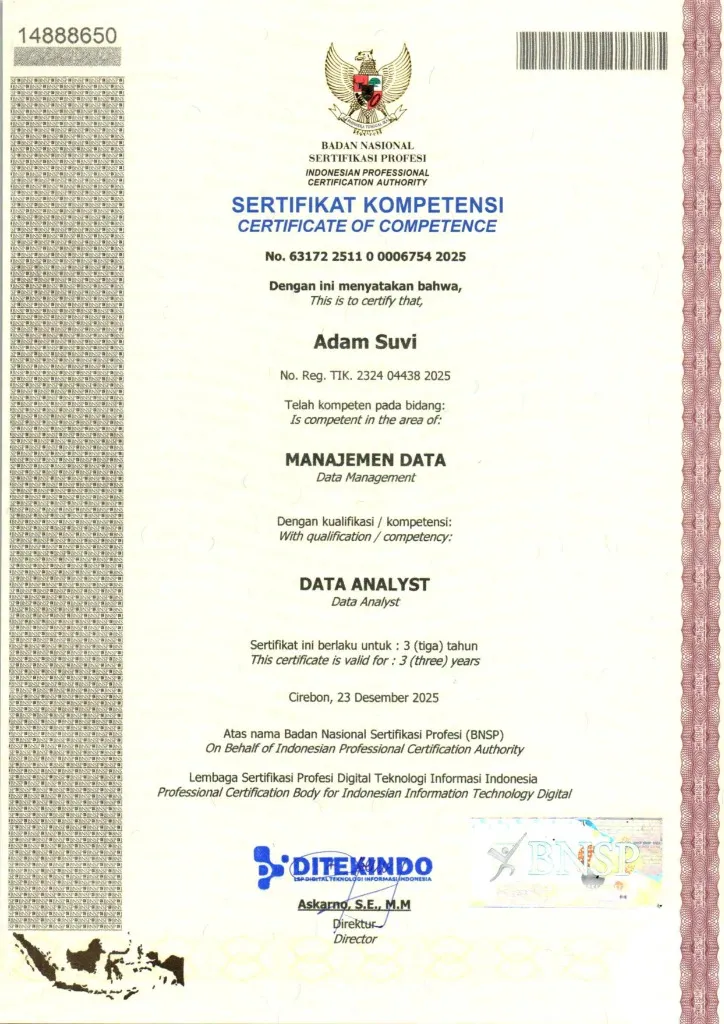 14888650
BADAN NASIONAL
SERTIFIKASI PROFESI
INDONESIAN PROFESSIONAL
CERTIFICATION AUTHORITY
SERTIFIKAT KOMPETENSI
CERTIFICATE OF COMPETENCE
No. 63172 2511 0 0006754 2025
Dengan ini menyatakan bahwa,
This is to certify that,
Adam Suvi
No. Reg. TIK. 2324 04438 2025
Telah kompeten pada bidang:
Is competent in the area of:
MANAJEMEN DATA
Data Management
Dengan kualifikasi / kompetensi:
With qualification / competency:
DATA ANALYST
Data Analyst
Sertifikat ini berlaku untuk : 3 (tiga) tahun
This certificate is valid for : 3 (three) years
Cirebon, 23 Desember 2025
Atas nama Badan Nasional Sertifikasi Profesi (BNSP)
On Behalf of Indonesian Professional Certification Authority
Lembaga Sertifikasi Profesi Digital Teknologi Informasi Indonesia
Professional Certification Body for Indonesian Information Technology Digital
DITEKINDO
LSP DIGITAL TEKNOLOGI INFORMASI INDONESIA
BNSP
Askarno, S.E., M.M
Direktur
Director